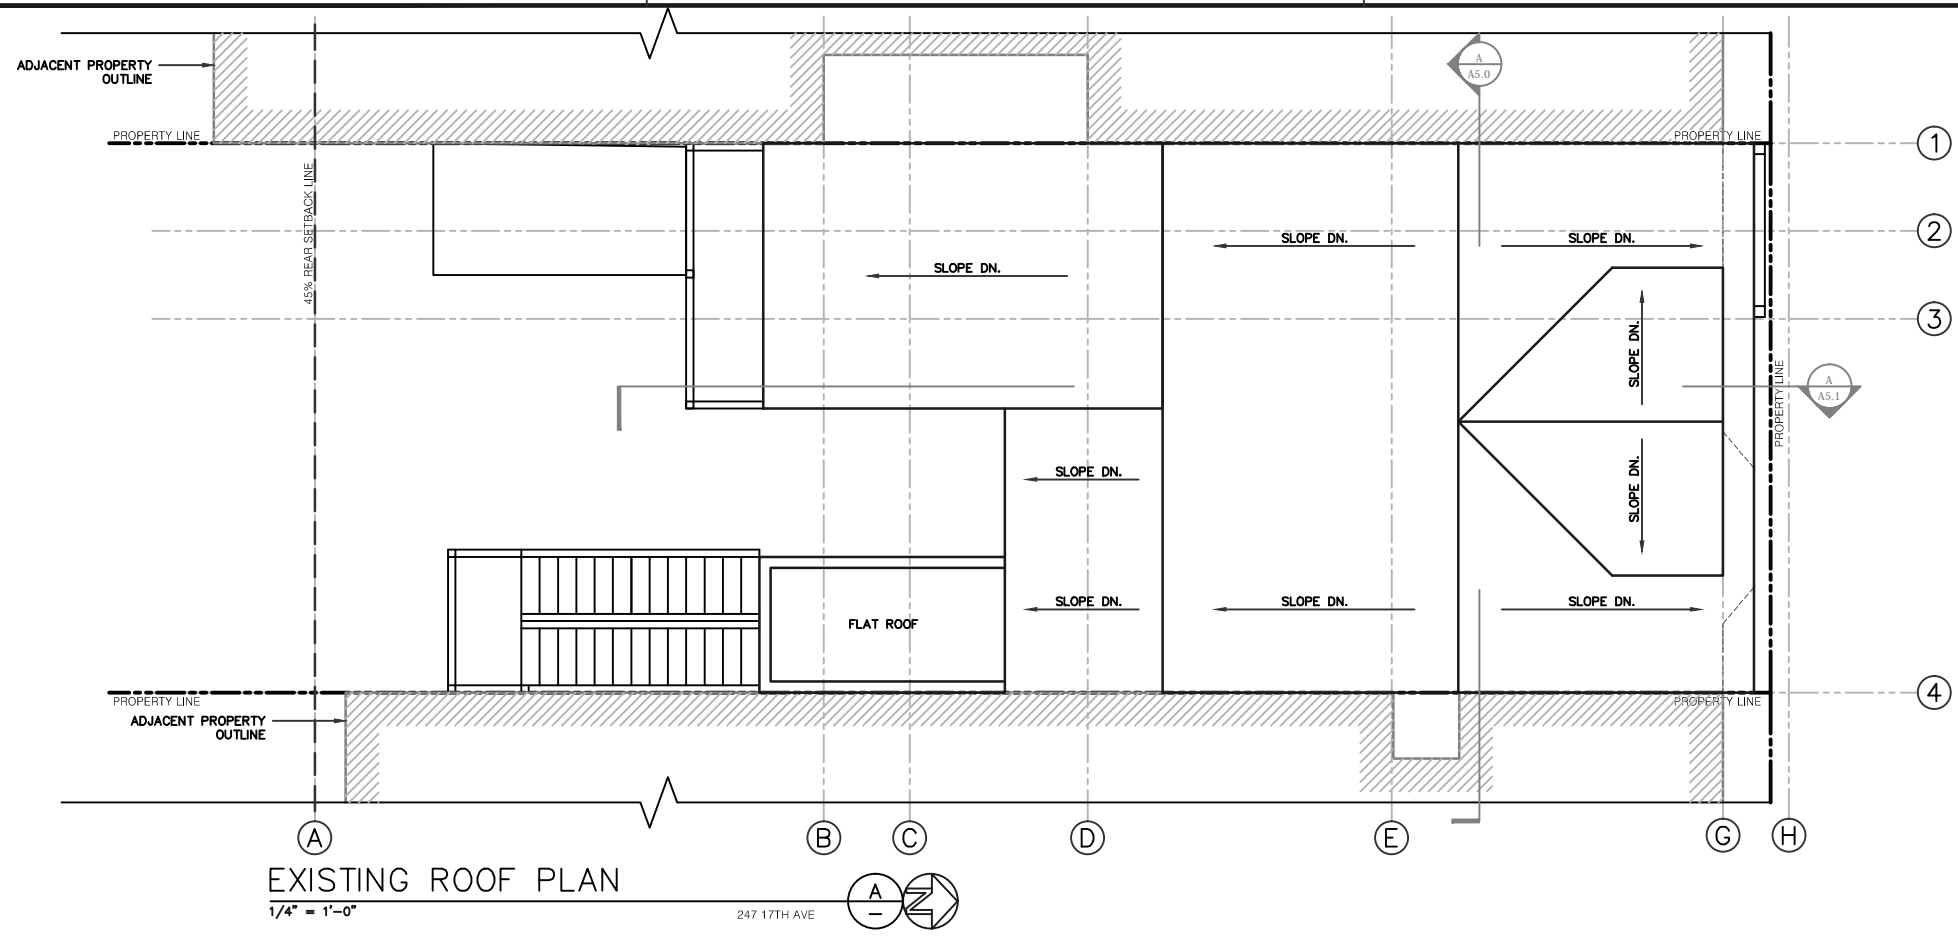 A
A5.0
ADJACENT PROPERTY
OUTLINE
PROPERTY LINE
PROPERTY LINE
1
45% REAR SETBACK LINE
2
SLOPE DN.
SLOPE DN.
SLOPE DN.
3
SLOPE DN.
PROPERTY LINE
A
A5.1
SLOPE DN.
SLOPE DN.
SLOPE DN.
SLOPE DN.
SLOPE DN.
FLAT ROOF
4
PROPERTY LINE
PROPERTY LINE
ADJACENT PROPERTY
OUTLINE
A
B
C
D
E
G
H
EXISTING ROOF PLAN
1/4" = 1'-0"
247 17TH AVE
A
–
N